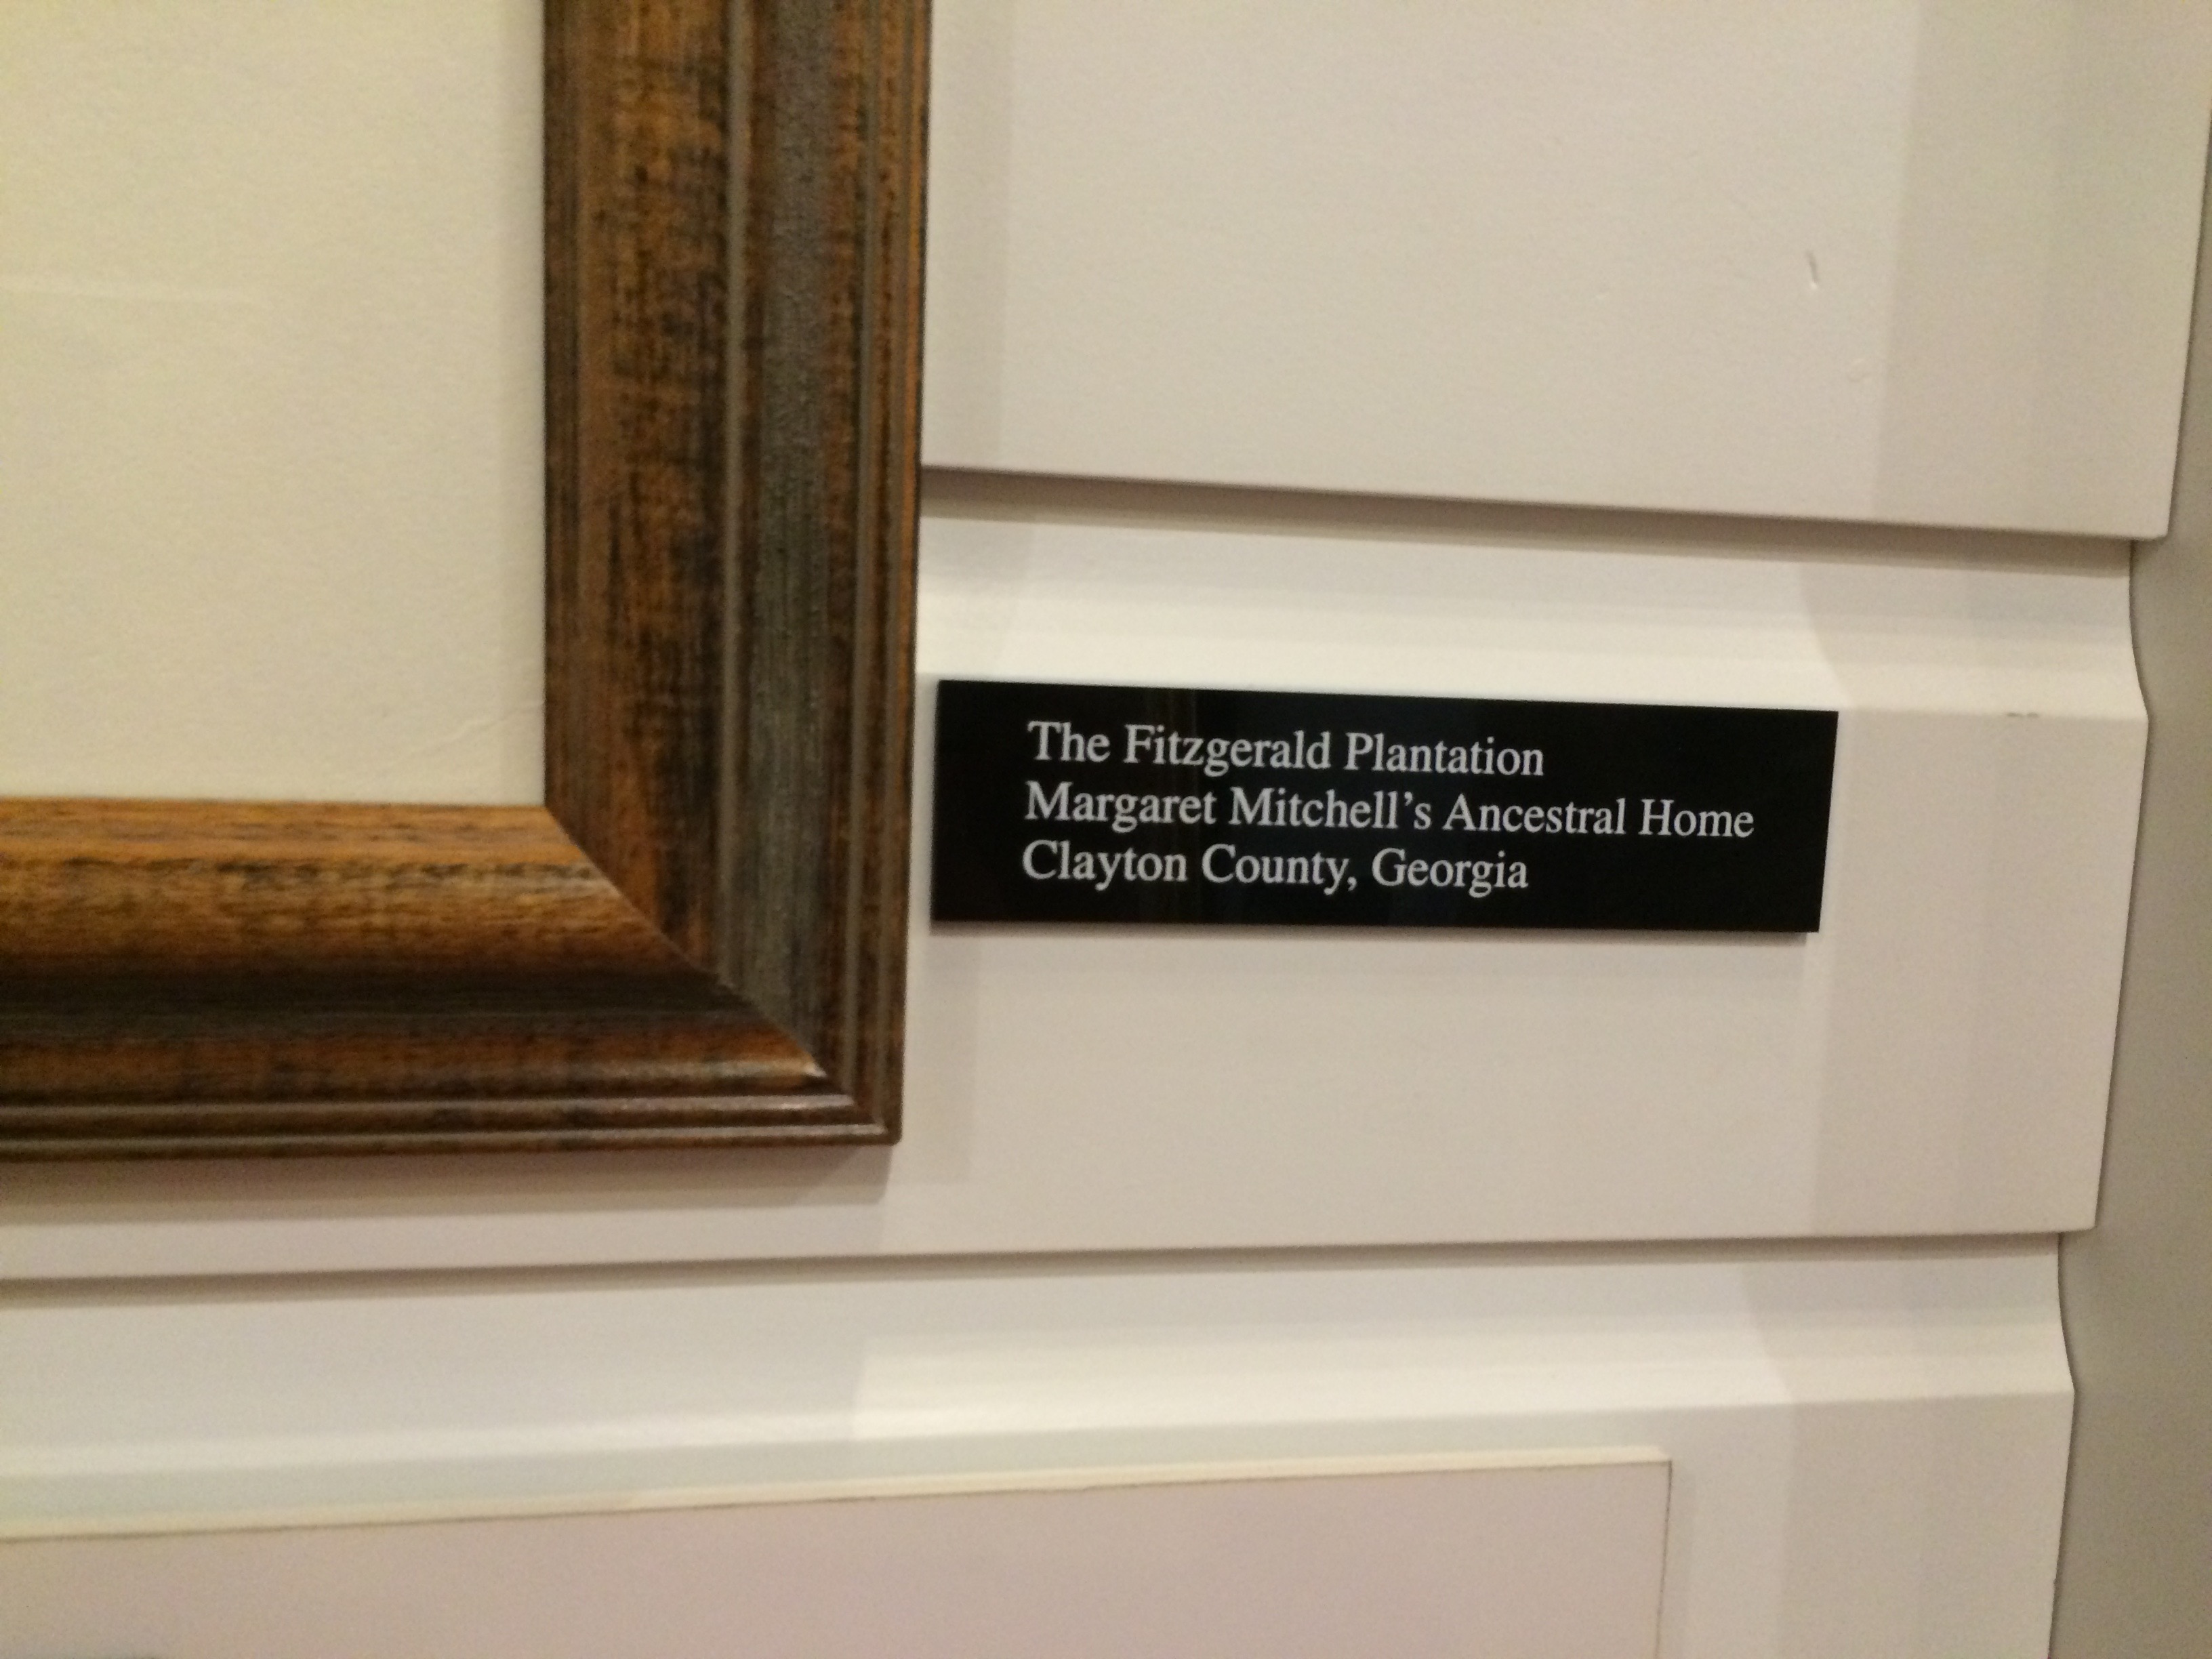 The Fitzgerald Plantation
Margaret Mitchell's Ancestral Home
Clayton County, Georgia